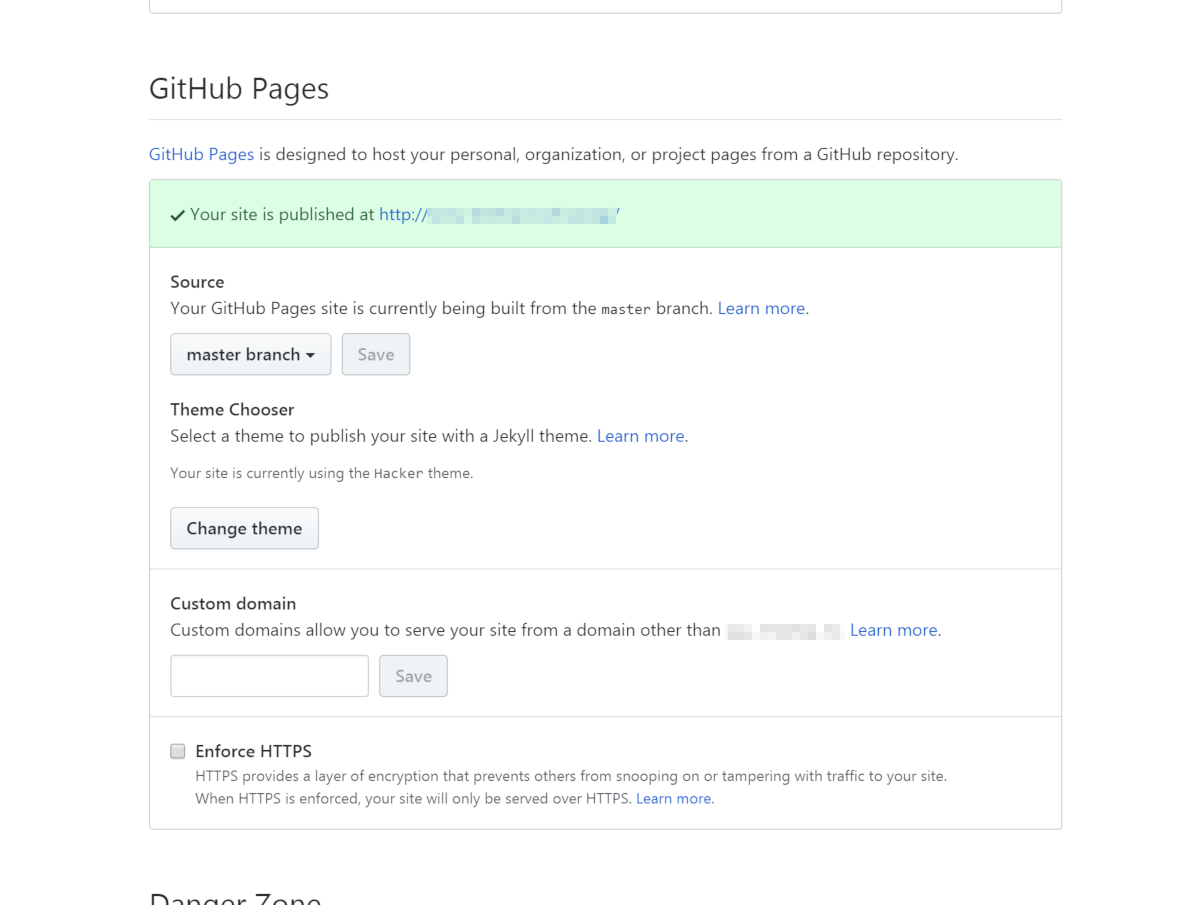 GitHub Pages
GitHub Pages is designed to host your personal, organization, or project pages from a GitHub repository.
Your site is published at http:// /
Source
Your GitHub Pages site is currently being built from the master branch. Learn more.
master branch Save
Theme Chooser
Select a theme to publish your site with a Jekyll theme. Learn more.
Your site is currently using the Hacker theme.
Change theme
Custom domain
Custom domains allow you to serve your site from a domain other than Learn more.
Save
Enforce HTTPS
HTTPS provides a layer of encryption that prevents others from snooping on or tampering with traffic to your site.
When HTTPS is enforced, your site will only be served over HTTPS. Learn more.
Danger Zone